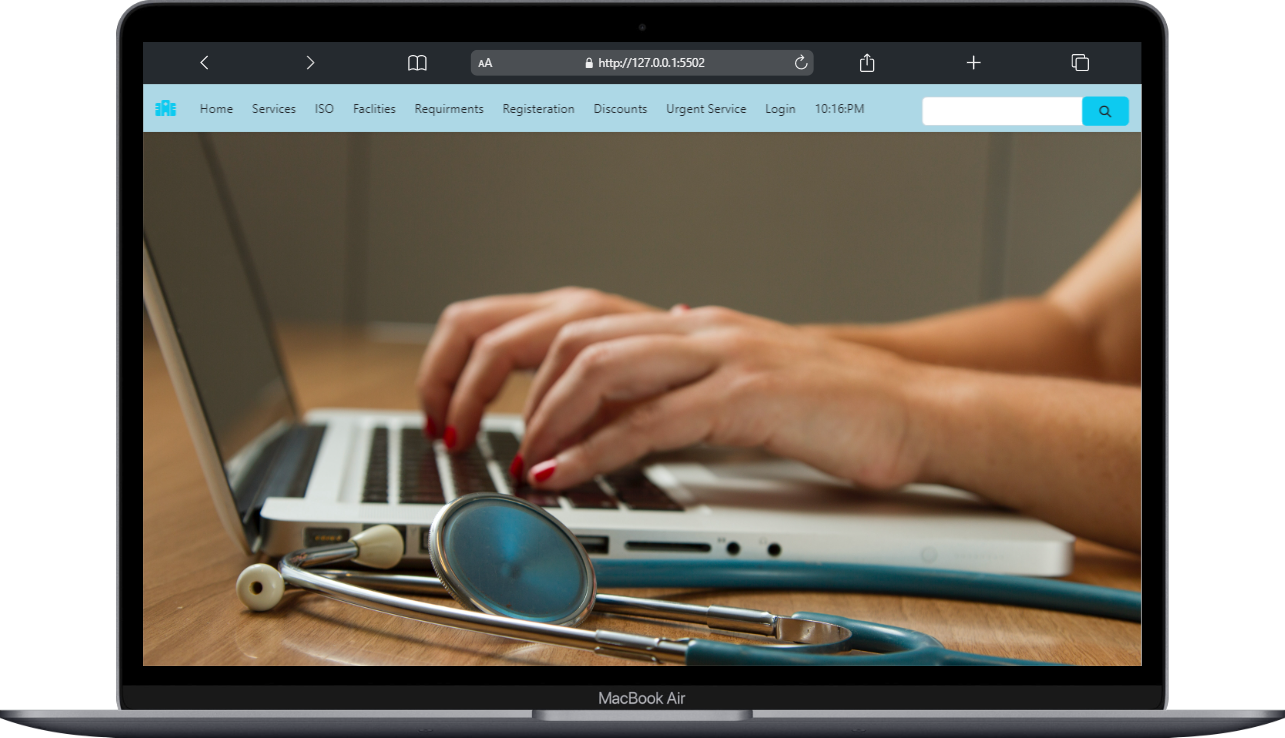 AA http://127.0.0.1:5502
Home Services ISO Faclities Requirments Registeration Discounts Urgent Service Login 10:16:PM
MacBook Air